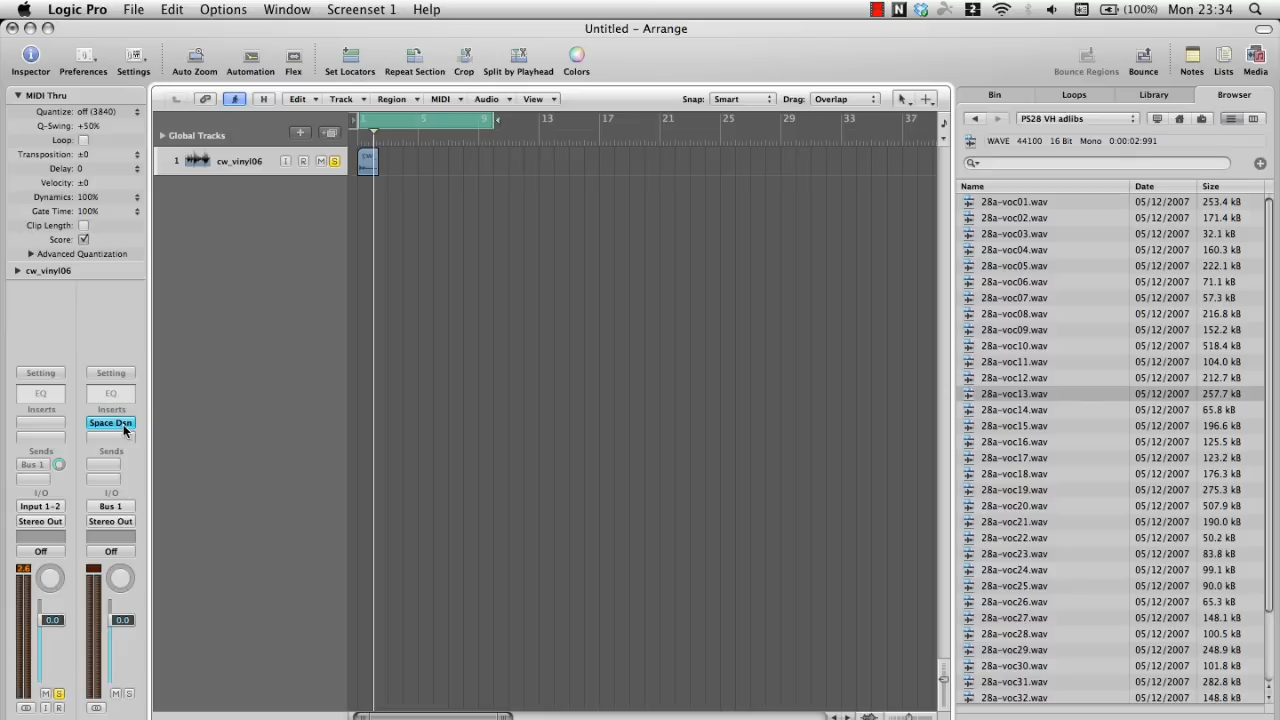 Logic Pro File Edit Options Window Screenset 1 Help N 2 (100%) Mon 23:34
Untitled - Arrange
Inspector Preferences Settings Auto Zoom Automation Flex Set Locators Repeat Section Crop Split by Playhead Colors Bounce Regions Bounce Notes Lists Media
MIDI Thru
Quantize: off (3840)
Q-Swing: +50%
Loop:
Transposition: ±0
Delay: 0
Velocity: ±0
Dynamics: 100%
Gate Time: 100%
Clip Length:
Score:
Advanced Quantization
cw_vinyl06
Setting Setting
EQ EQ
Inserts Inserts
Space Dsn
Sends Sends
Bus 1
I/O I/O
Input 1-2 Bus 1
Stereo Out Stereo Out
Off Off
2.6
0.0 0.0
M S M S
I R
Edit Track Region MIDI Audio View Snap: Smart Drag: Overlap
Global Tracks
1 5 9 13 17 21 25 29 33 37
1 cw_vinyl06 I R M S
cw
Bin Loops Library Browser
PS28 VH adlibs
WAVE 44100 16 Bit Mono 0:00:02:991
Name Date Size
28a-voc01.wav 05/12/2007 253.4 kB
28a-voc02.wav 05/12/2007 171.4 kB
28a-voc03.wav 05/12/2007 32.1 kB
28a-voc04.wav 05/12/2007 160.3 kB
28a-voc05.wav 05/12/2007 222.1 kB
28a-voc06.wav 05/12/2007 71.1 kB
28a-voc07.wav 05/12/2007 57.3 kB
28a-voc08.wav 05/12/2007 216.8 kB
28a-voc09.wav 05/12/2007 152.2 kB
28a-voc10.wav 05/12/2007 518.4 kB
28a-voc11.wav 05/12/2007 104.0 kB
28a-voc12.wav 05/12/2007 212.7 kB
28a-voc13.wav 05/12/2007 257.7 kB
28a-voc14.wav 05/12/2007 65.8 kB
28a-voc15.wav 05/12/2007 196.6 kB
28a-voc16.wav 05/12/2007 125.5 kB
28a-voc17.wav 05/12/2007 123.2 kB
28a-voc18.wav 05/12/2007 176.3 kB
28a-voc19.wav 05/12/2007 275.3 kB
28a-voc20.wav 05/12/2007 507.9 kB
28a-voc21.wav 05/12/2007 190.0 kB
28a-voc22.wav 05/12/2007 50.2 kB
28a-voc23.wav 05/12/2007 83.8 kB
28a-voc24.wav 05/12/2007 99.1 kB
28a-voc25.wav 05/12/2007 90.0 kB
28a-voc26.wav 05/12/2007 65.3 kB
28a-voc27.wav 05/12/2007 148.1 kB
28a-voc28.wav 05/12/2007 100.5 kB
28a-voc29.wav 05/12/2007 248.9 kB
28a-voc30.wav 05/12/2007 101.8 kB
28a-voc31.wav 05/12/2007 282.8 kB
28a-voc32.wav 05/12/2007 148.8 kB